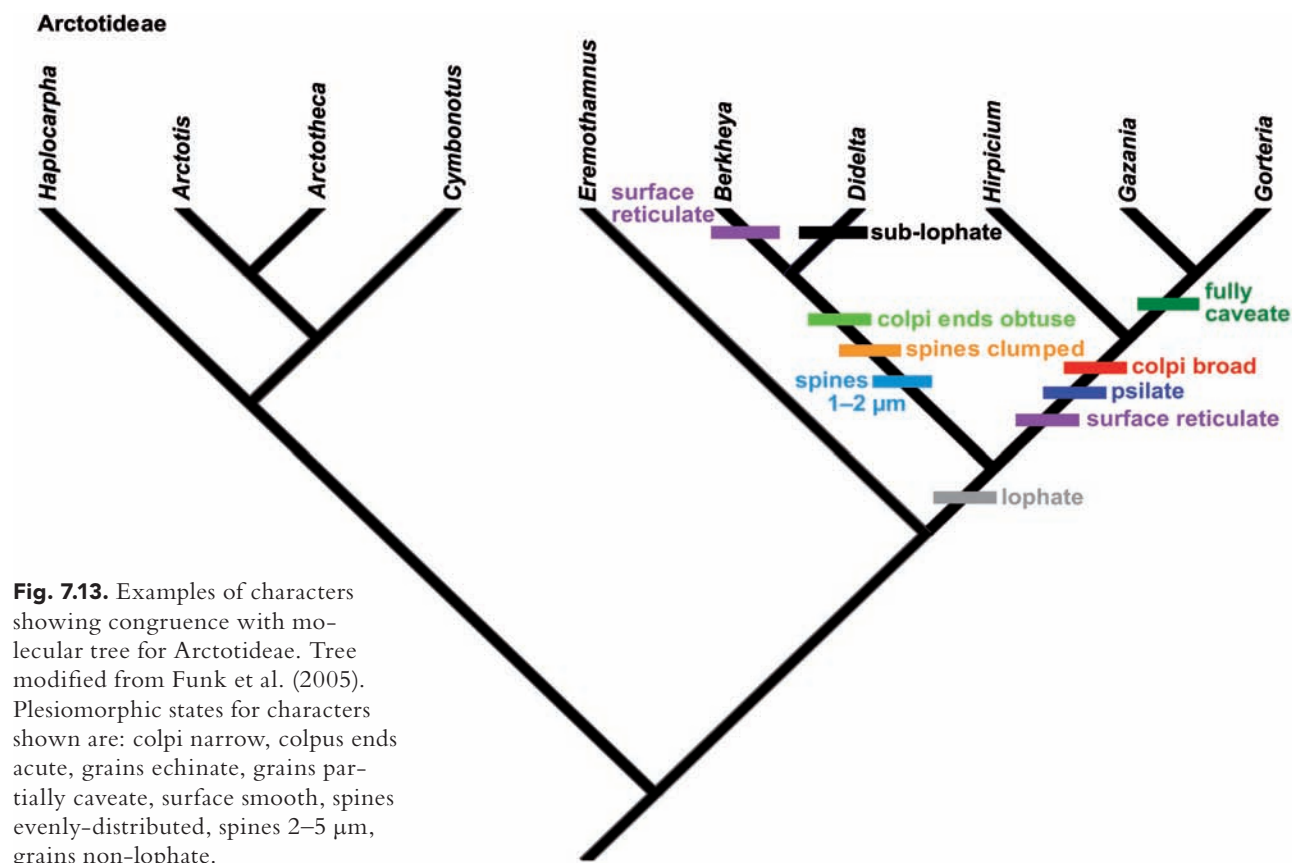 Arctotideae
Haplocarpha
Arctotis
Arctotheca
Cymbonotus
Eremothamnus
Berkheya
Didelta
Hirpicium
Gazania
Gorteria
surface
reticulate
sub-lophate
fully
caveate
colpi ends obtuse
spines clumped
spines
1–2 µm
colpi broad
psilate
surface reticulate
lophate
Fig. 7.13. Examples of characters
showing congruence with mo-
lecular tree for Arctotideae. Tree
modified from Funk et al. (2005).
Plesiomorphic states for characters
shown are: colpi narrow, colpus ends
acute, grains echinate, grains par-
tially caveate, surface smooth, spines
evenly-distributed, spines 2–5 µm,
grains non-lophate.